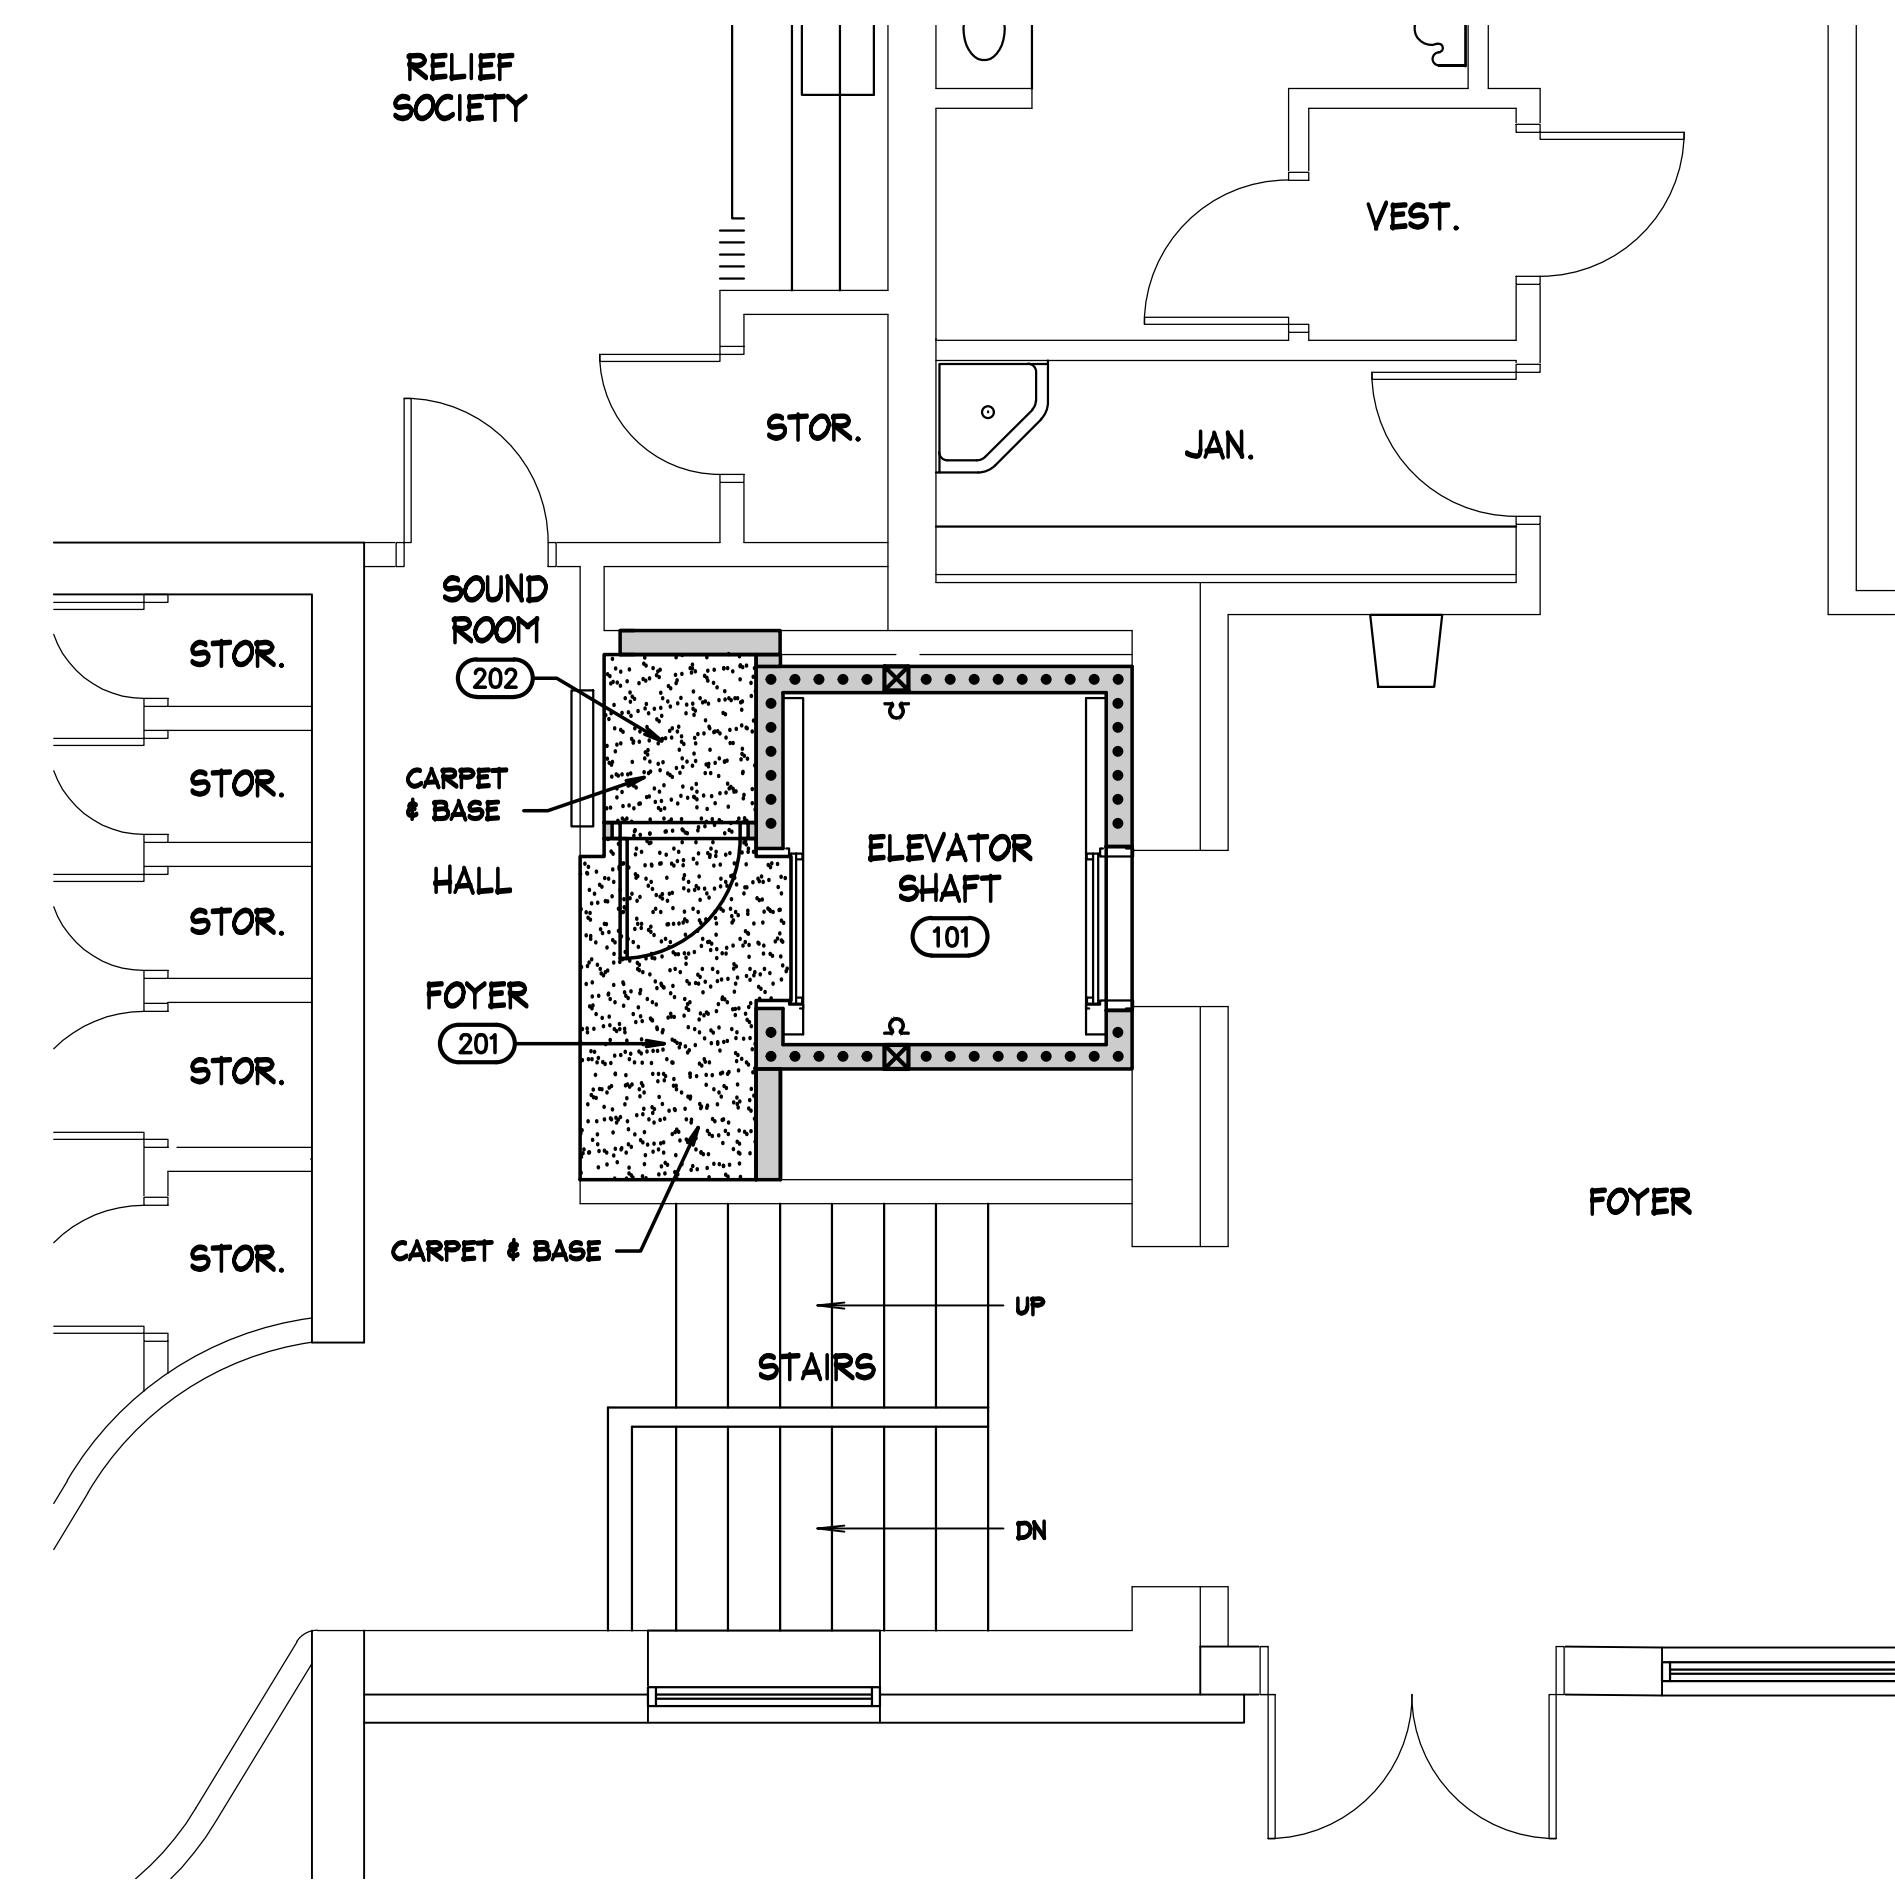 RELIEF
SOCIETY
VEST.
STOR.
JAN.
SOUND
ROOM
202
STOR.
CARPET
& BASE
STOR.
ELEVATOR
SHAFT
101
HALL
STOR.
FOYER
201
STOR.
FOYER
CARPET & BASE
STOR.
UP
STAIRS
DN